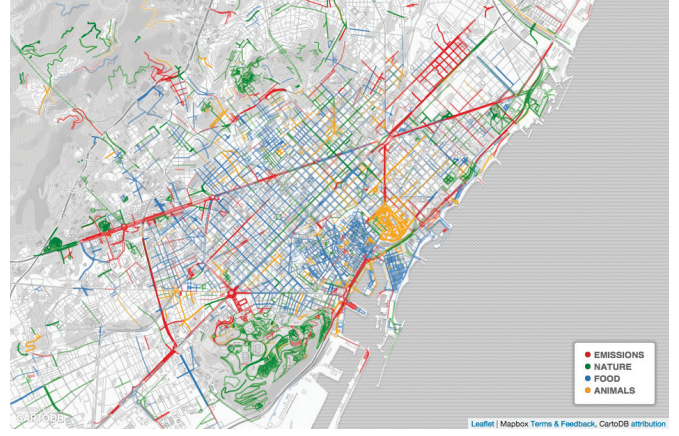 EMISSIONS
NATURE
FOOD
ANIMALS
CARTODB
Leaflet | Mapbox Terms & Feedback, CartoDB attribution